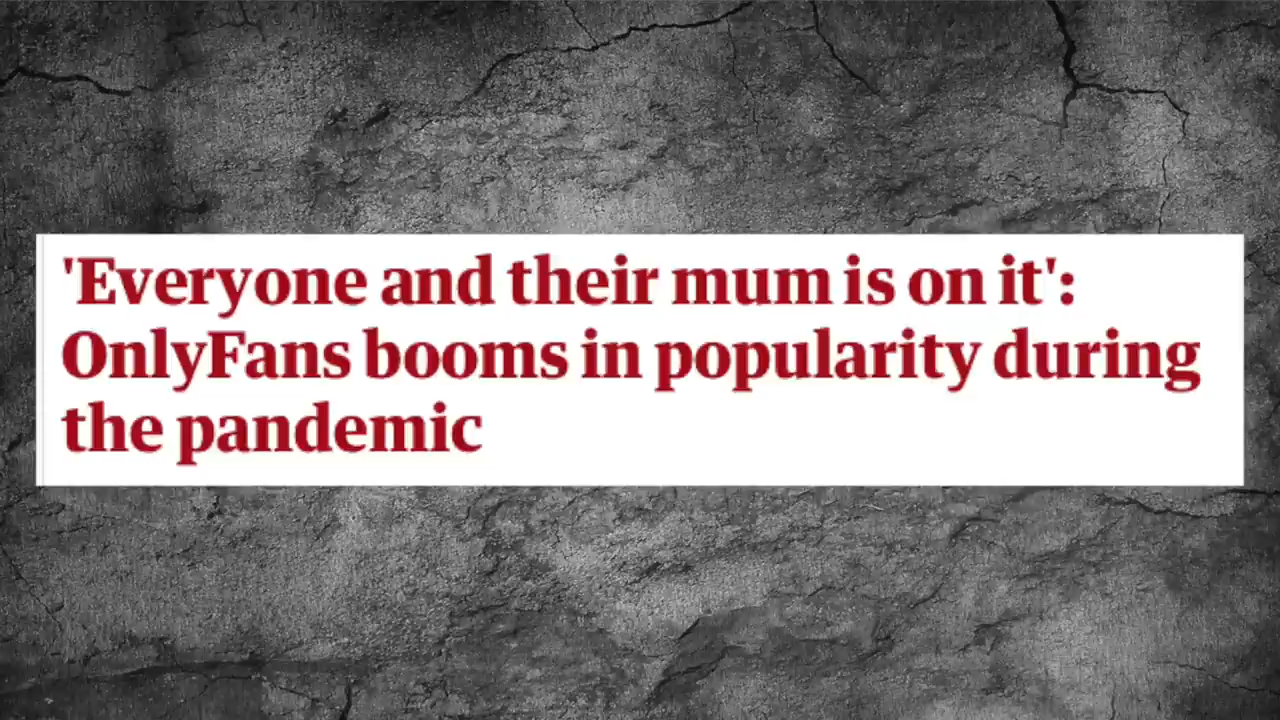 'Everyone and their mum is on it':
OnlyFans booms in popularity during
the pandemic